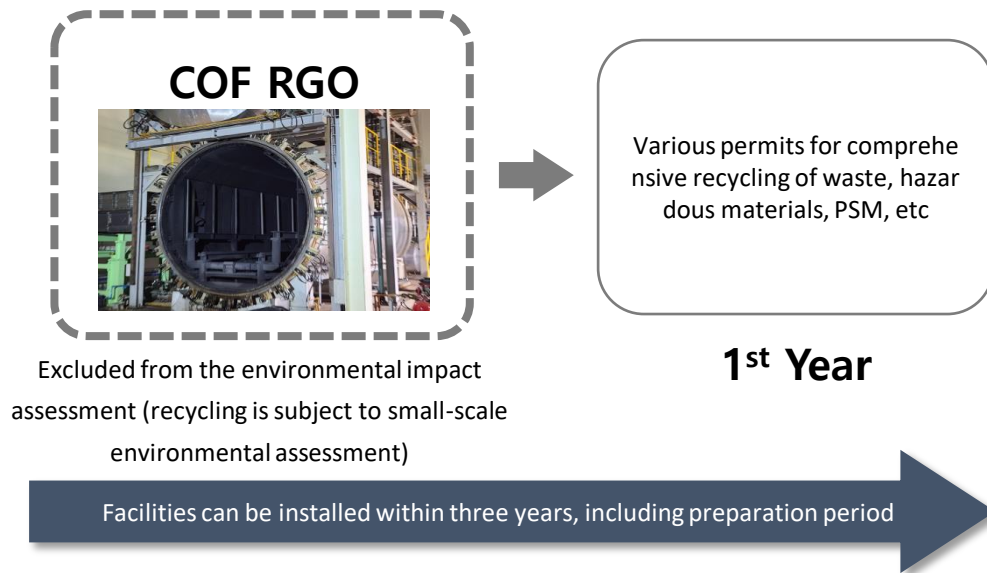 COF RGO
Various permits for comprehe
nsive recycling of waste, hazar
dous materials, PSM, etc
Excluded from the environmental impact
assessment (recycling is subject to small-scale
environmental assessment)
1st Year
Facilities can be installed within three years, including preparation period